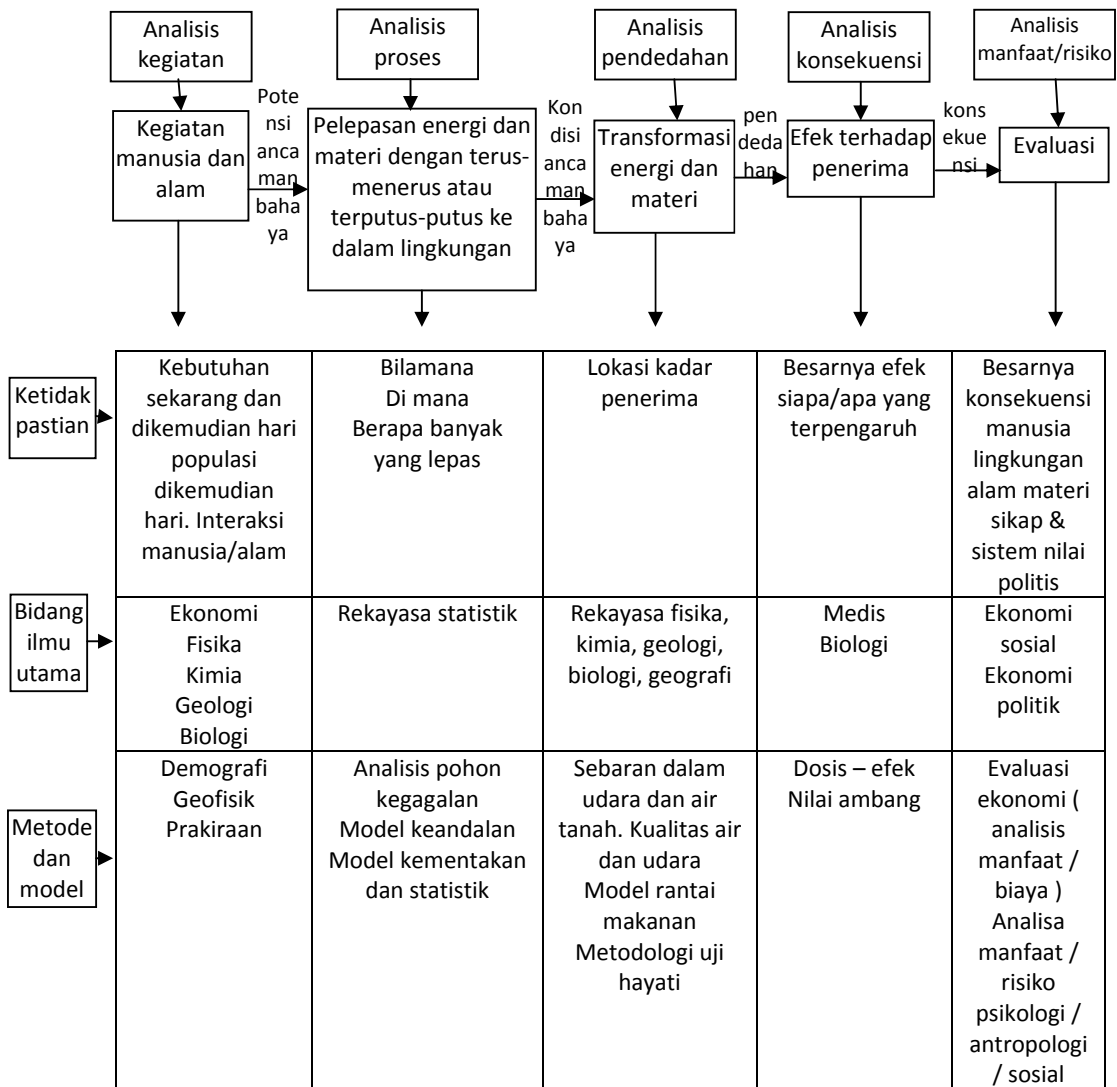 Analisis
kegiatan
Analisis
proses
Analisis
pendedahan
Analisis
konsekuensi
Analisis
manfaat/risiko
Kegiatan
manusia dan
alam
Pote
nsi
anca
man
baha
ya
Pelepasan energi dan
materi dengan terus-
menerus atau
terputus-putus ke
dalam lingkungan
Kon
disi
anca
man
baha
ya
Transformasi
energi dan
materi
pen
deda
han
Efek terhadap
penerima
kons
ekue
nsi
Evaluasi
Ketidak
pastian
Kebutuhan
sekarang dan
dikemudian hari
populasi
dikemudian
hari. Interaksi
manusia/alam
Bilamana
Di mana
Berapa banyak
yang lepas
Lokasi kadar
penerima
Besarnya efek
siapa/apa yang
terpengaruh
Besarnya
konsekuensi
manusia
lingkungan
alam materi
sikap &
sistem nilai
politis
Bidang
ilmu
utama
Ekonomi
Fisika
Kimia
Geologi
Biologi
Rekayasa statistik
Rekayasa fisika,
kimia, geologi,
biologi, geografi
Medis
Biologi
Ekonomi
sosial
Ekonomi
politik
Metode
dan
model
Demografi
Geofisik
Prakiraan
Analisis pohon
kegagalan
Model keandalan
Model kementakan
dan statistik
Sebaran dalam
udara dan air
tanah. Kualitas air
dan udara
Model rantai
makanan
Metodologi uji
hayati
Dosis – efek
Nilai ambang
Evaluasi
ekonomi (
analisis
manfaat /
biaya )
Analisa
manfaat /
risiko
psikologi /
antropologi
/ sosial